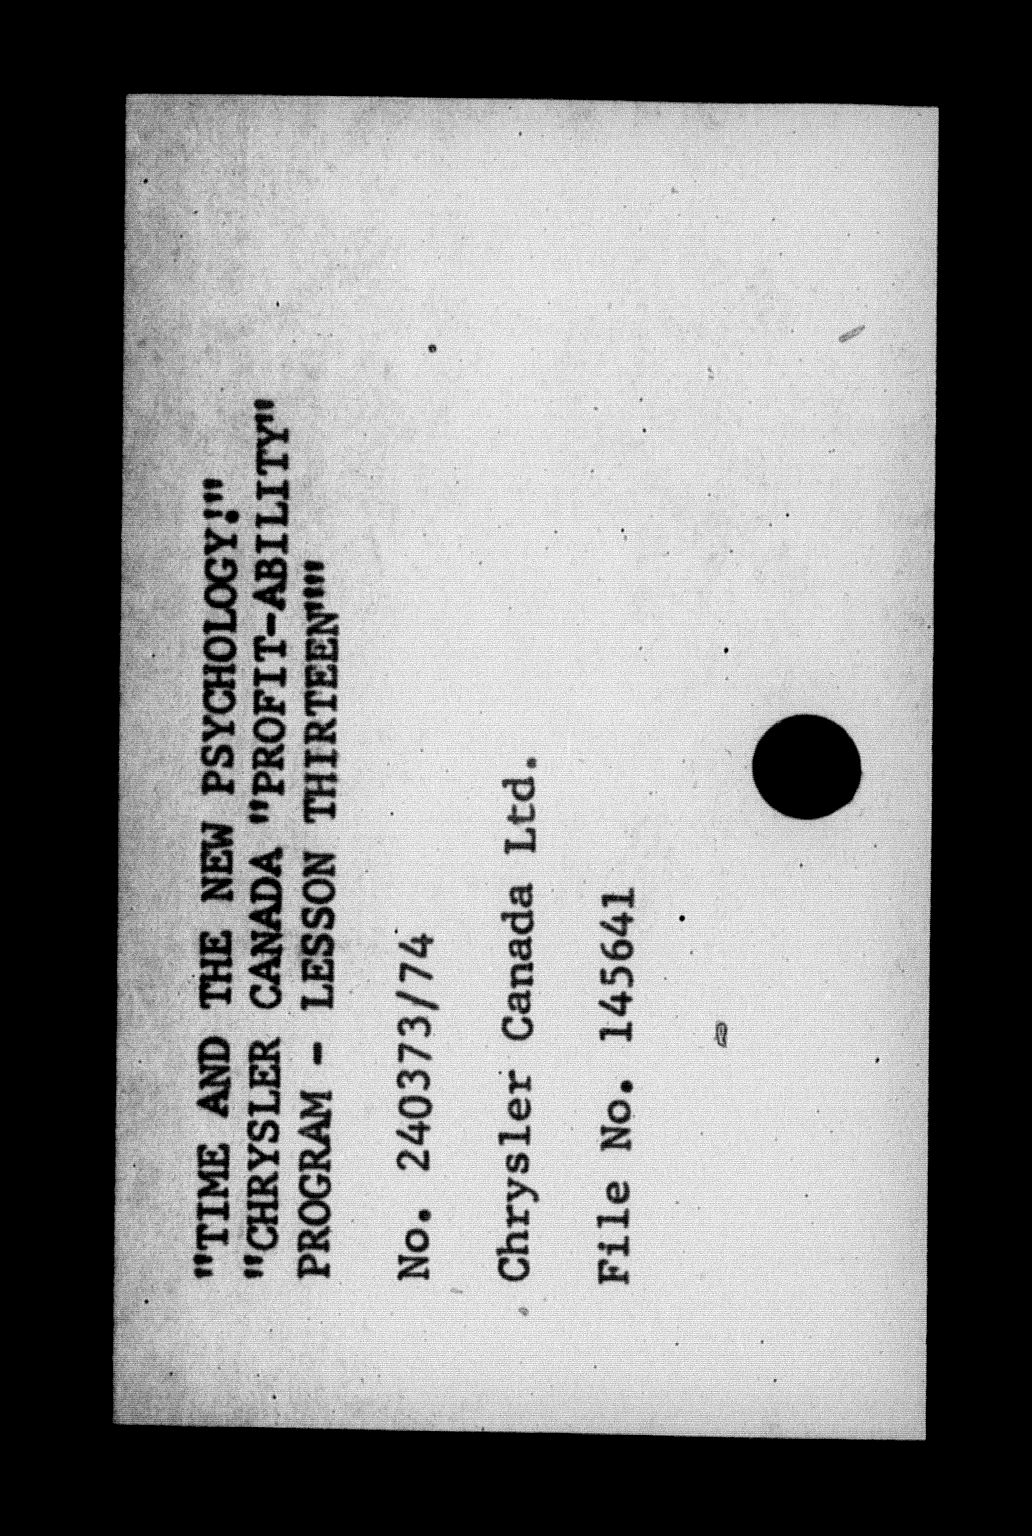 "TIME AND THE NEW PSYCHOLOGY!"
"CHRYSLER CANADA "PROFIT-ABILITY"
PROGRAM - LESSON THIRTEEN""
No. 240373/74
Chrysler Canada Ltd.
File No. 145641